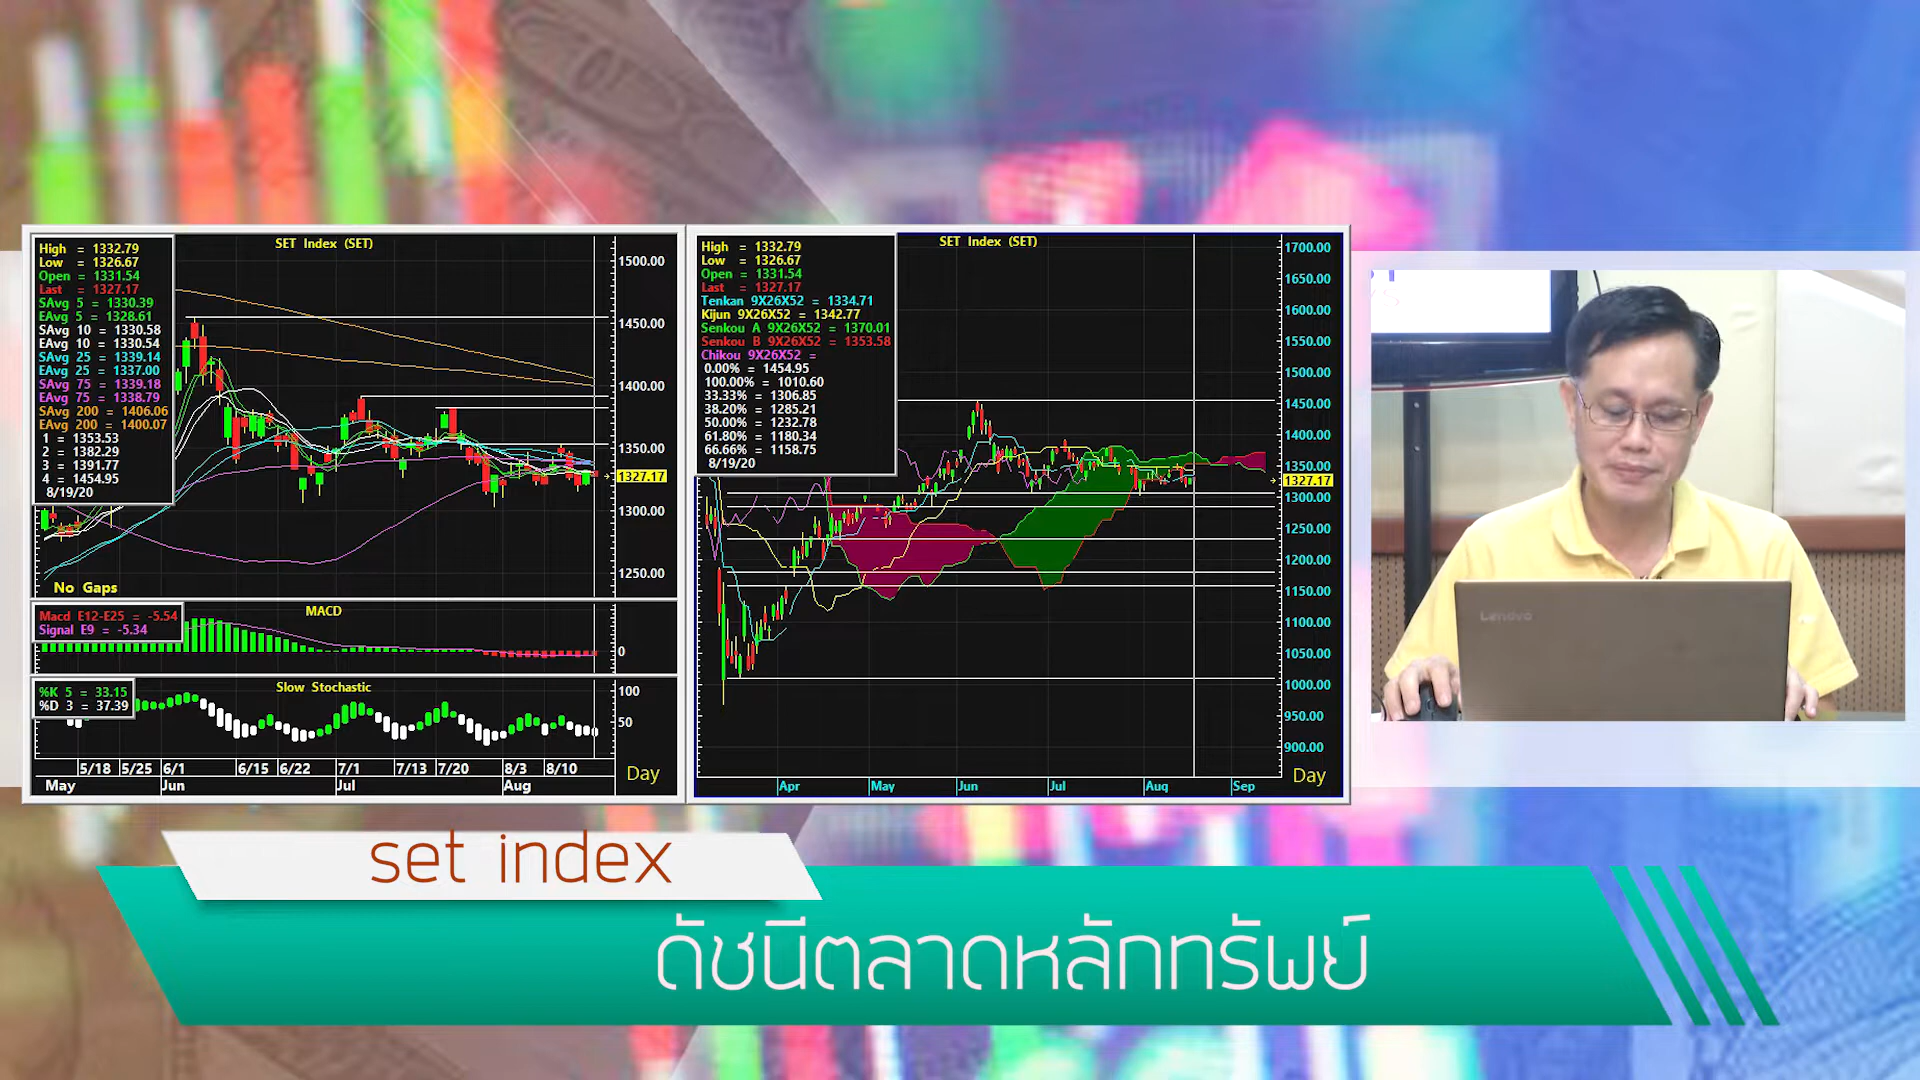 SET Index (SET)
High = 1332.79
Low = 1326.67
Open = 1331.54
Last = 1327.17
SAvg 5 = 1330.39
EAvg 5 = 1328.61
SAvg 10 = 1330.58
EAvg 10 = 1330.54
SAvg 25 = 1339.14
EAvg 25 = 1337.00
SAvg 75 = 1339.18
EAvg 75 = 1338.79
SAvg 200 = 1406.06
EAvg 200 = 1400.07
1 = 1353.53
2 = 1382.29
3 = 1391.77
4 = 1454.95
8/19/20
No Gaps
1500.00
1450.00
1400.00
1350.00
1327.17
1300.00
1250.00
MACD
Macd E12-E25 = -5.54
Signal E9 = -5.34
0
Slow Stochastic
%K 5 = 33.15
%D 3 = 37.39
100
50
5/18 5/25 6/1 6/15 6/22 7/1 7/13 7/20 8/3 8/10
May Jun Jul Aug
Day
SET Index (SET)
High = 1332.79
Low = 1326.67
Open = 1331.54
Last = 1327.17
Tenkan 9X26X52 = 1334.71
Kijun 9X26X52 = 1342.77
Senkou A 9X26X52 = 1370.01
Senkou B 9X26X52 = 1353.58
Chikou 9X26X52 =
0.00% = 1454.95
100.00% = 1010.60
33.33% = 1306.85
38.20% = 1285.21
50.00% = 1232.78
61.80% = 1180.34
66.66% = 1158.75
8/19/20
1700.00
1650.00
1600.00
1550.00
1500.00
1450.00
1400.00
1350.00
1327.17
1300.00
1250.00
1200.00
1150.00
1100.00
1050.00
1000.00
950.00
900.00
Apr May Jun Jul Aug Sep
Day
Lenovo
set index
ดัชนีตลาดหลักทรัพย์